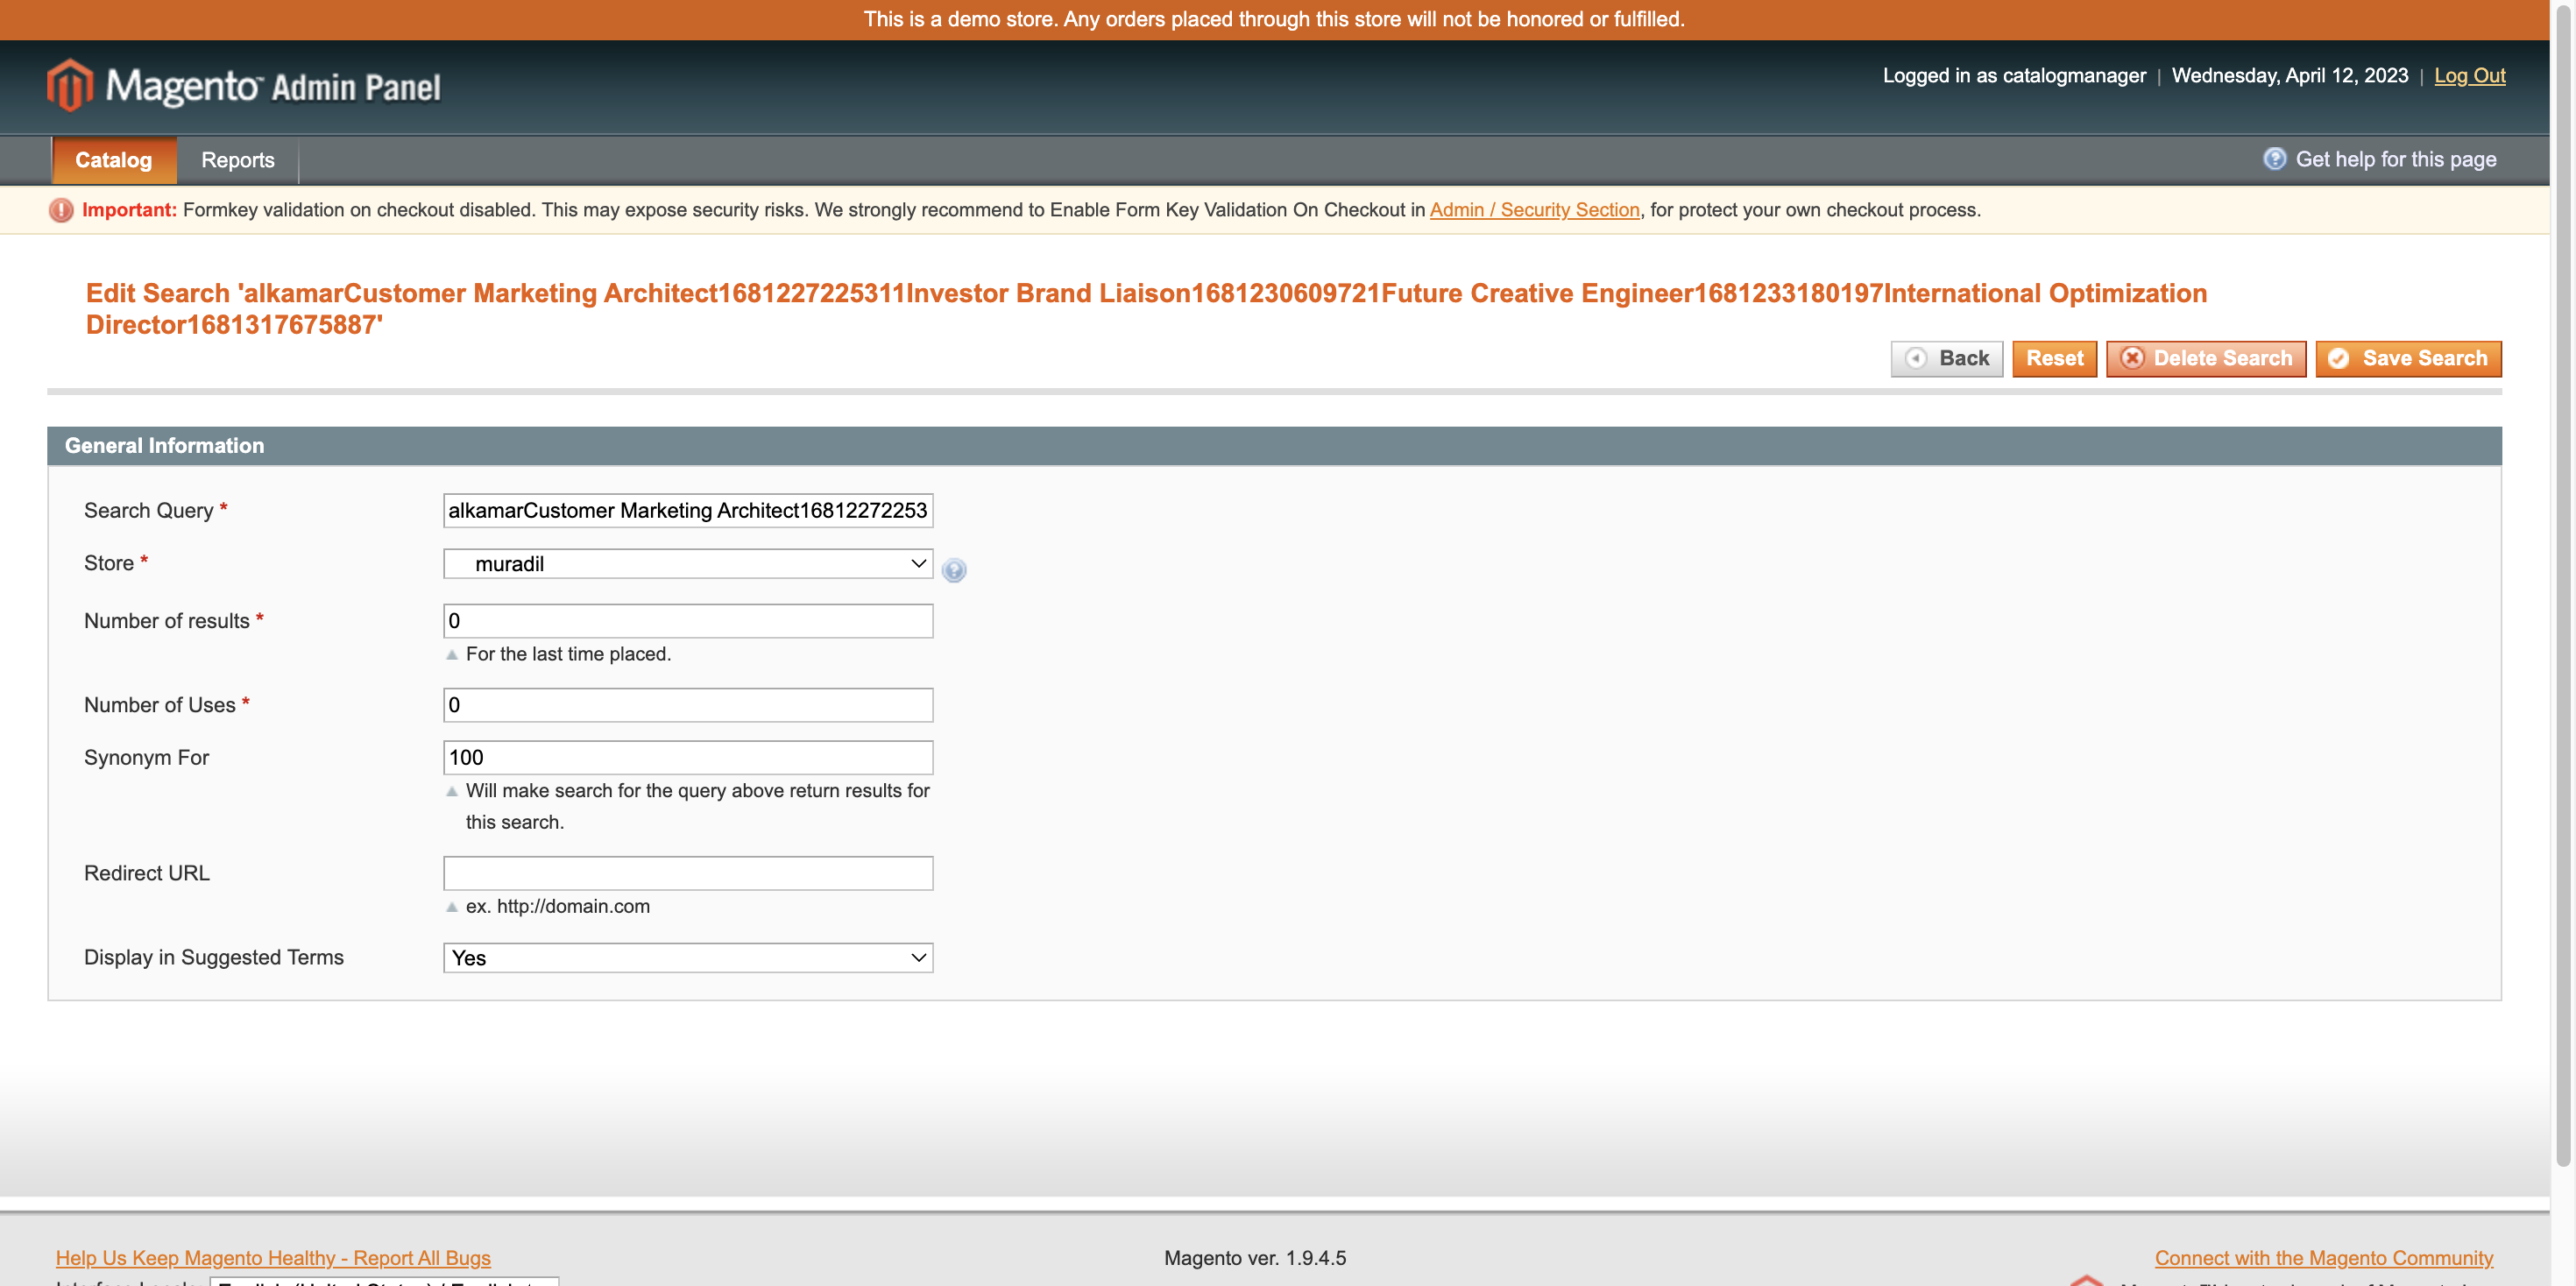 This is a demo store. Any orders placed through this store will not be honored or fulfilled.
Magento™ Admin Panel
Logged in as catalogmanager | Wednesday, April 12, 2023 | Log Out
Catalog
Reports
Get help for this page
Important: Formkey validation on checkout disabled. This may expose security risks. We strongly recommend to Enable Form Key Validation On Checkout in Admin / Security Section, for protect your own checkout process.
Edit Search 'alkamarCustomer Marketing Architect1681227225311Investor Brand Liaison1681230609721Future Creative Engineer1681233180197International Optimization
Director1681317675887'
Back
Reset
Delete Search
Save Search
General Information
Search Query *
alkamarCustomer Marketing Architect16812272253
Store *
muradil
Number of results *
0
For the last time placed.
Number of Uses *
0
Synonym For
100
Will make search for the query above return results for
this search.
Redirect URL
ex. http://domain.com
Display in Suggested Terms
Yes
Help Us Keep Magento Healthy - Report All Bugs
Magento ver. 1.9.4.5
Connect with the Magento Community